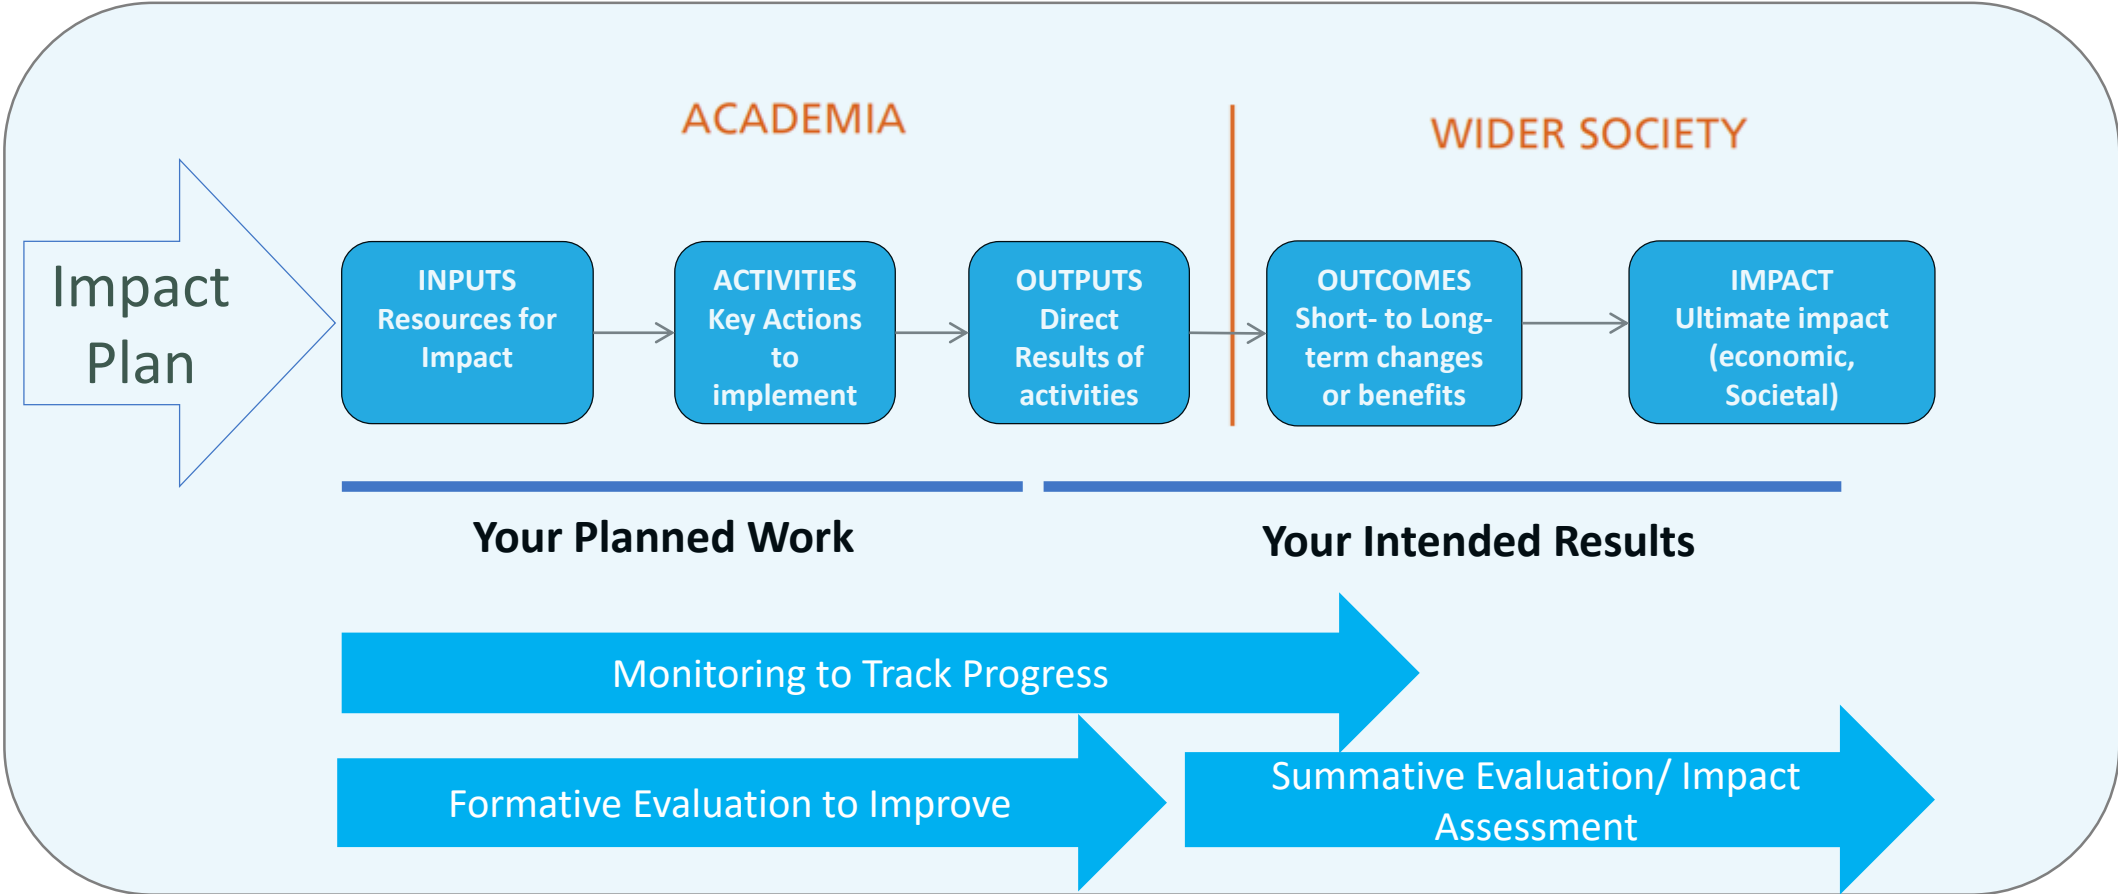 ACADEMIA
WIDER SOCIETY
Impact
Plan
INPUTS
Resources for
Impact
ACTIVITIES
Key Actions
to
implement
OUTPUTS
Direct
Results of
activities
OUTCOMES
Short- to Long-
term changes
or benefits
IMPACT
Ultimate impact
(economic,
Societal)
Your Planned Work
Your Intended Results
Monitoring to Track Progress
Formative Evaluation to Improve
Summative Evaluation/ Impact
Assessment